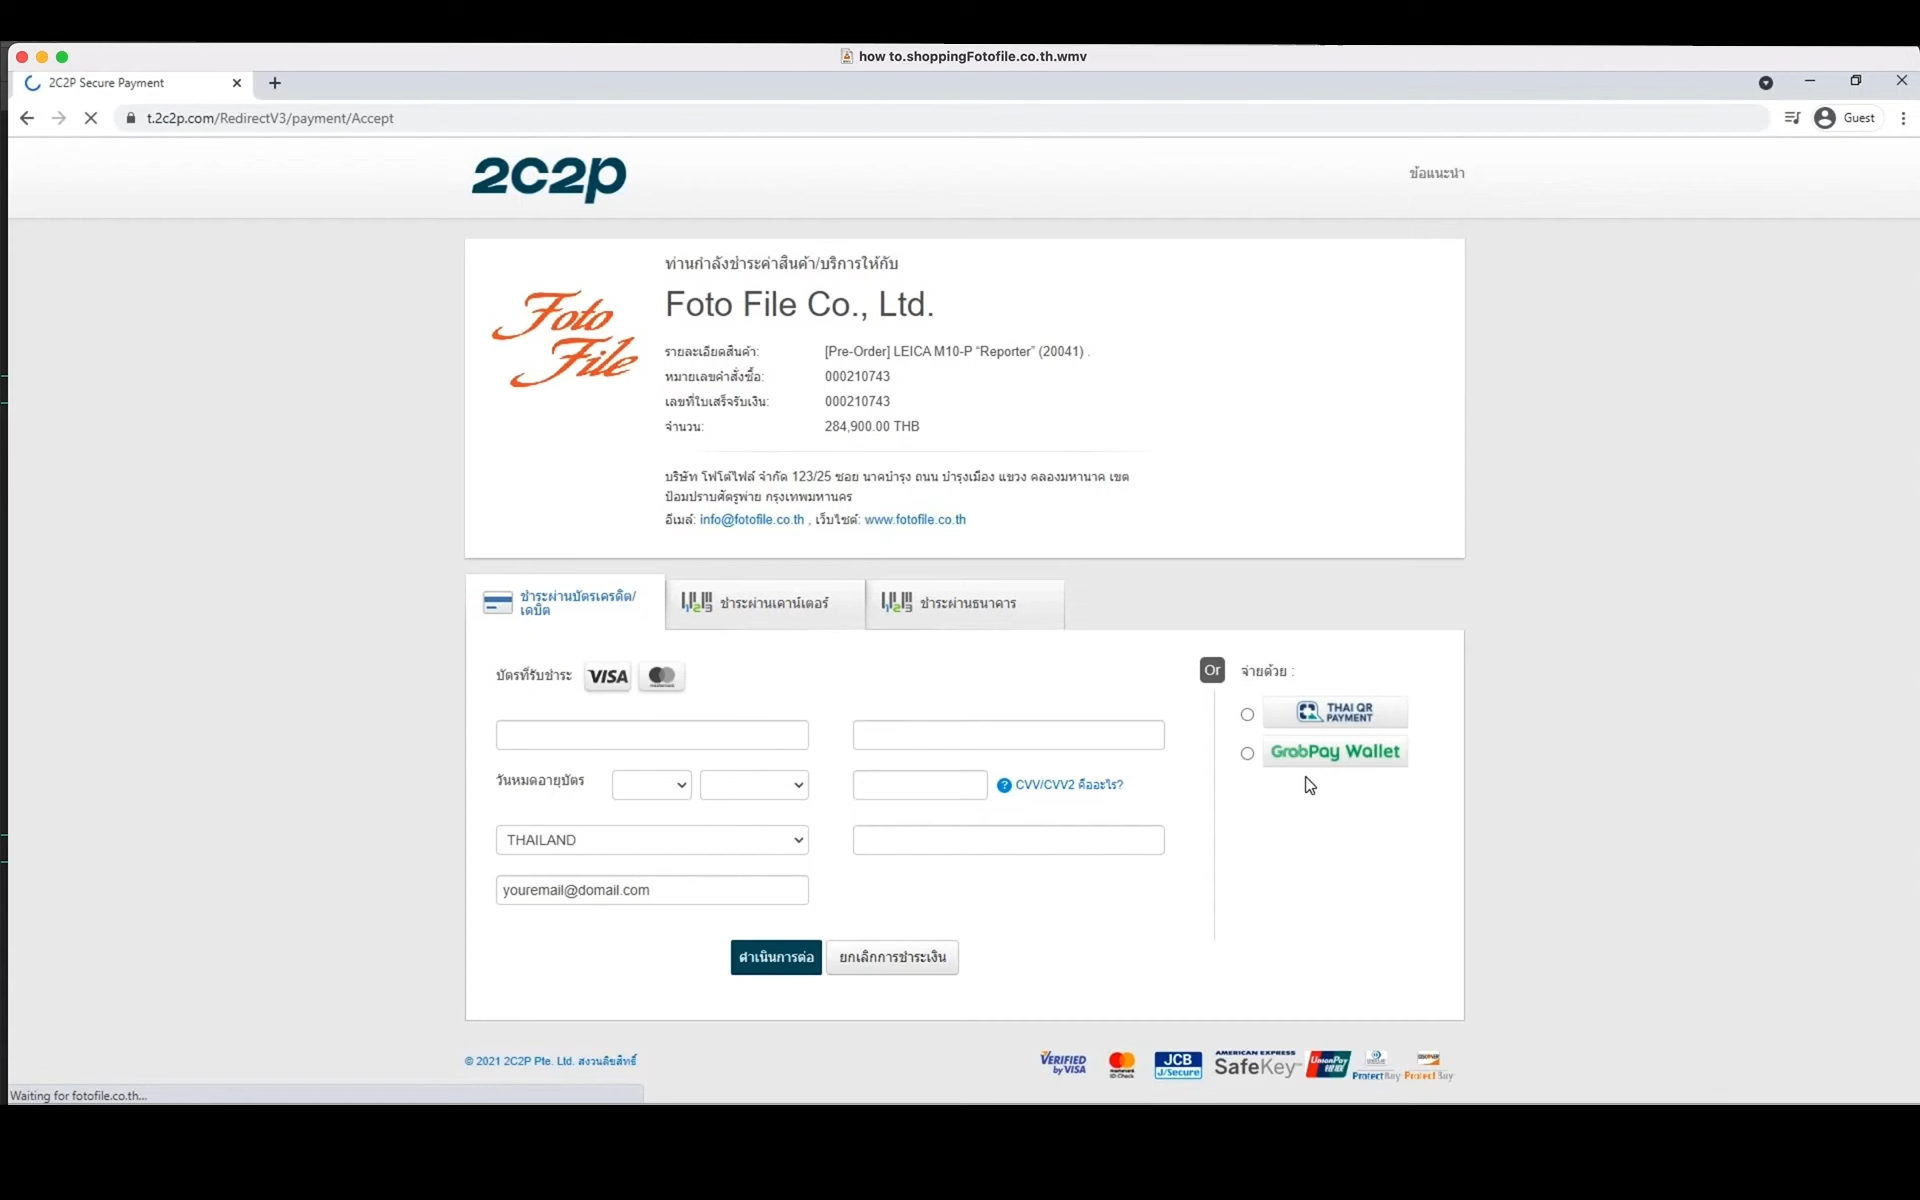 how to.shoppingFotofile.co.th.wmv
2C2P Secure Payment
t.2c2p.com/RedirectV3/payment/Accept
Guest
2c2p
ข้อแนะนำ
ท่านกำลังชำระค่าสินค้า/บริการให้กับ
Foto File
Foto File Co., Ltd.
รายละเอียดสินค้า: [Pre-Order] LEICA M10-P “Reporter” (20041) .
หมายเลขคำสั่งซื้อ: 000210743
เลขที่ใบเสร็จรับเงิน: 000210743
จำนวน: 284,900.00 THB
บริษัท โฟโต้ไฟล์ จำกัด 123/25 ซอย นาคบำรุง ถนน บำรุงเมือง แขวง คลองมหานาค เขต
ป้อมปราบศัตรูพ่าย กรุงเทพมหานคร
อีเมล์: info@fotofile.co.th , เว็บไซต์: www.fotofile.co.th
ชำระผ่านบัตรเครดิต/
เดบิต
ชำระผ่านเคาน์เตอร์
ชำระผ่านธนาคาร
บัตรที่รับชำระ VISA mastercard
Or จ่ายด้วย :
THAI QR
PAYMENT
GrabPay Wallet
วันหมดอายุบัตร
? CVV/CVV2 คืออะไร?
THAILAND
youremail@domail.com
ดำเนินการต่อ ยกเลิกการชำระเงิน
© 2021 2C2P Pte. Ltd. สงวนลิขสิทธิ์
VERIFIED
by VISA
mastercard
ID Check
JCB
J/Secure
AMERICAN EXPRESS
SafeKey
UnionPay
银联
ProtectBuy
DISCOVER
ProtectBuy
Waiting for fotofile.co.th...